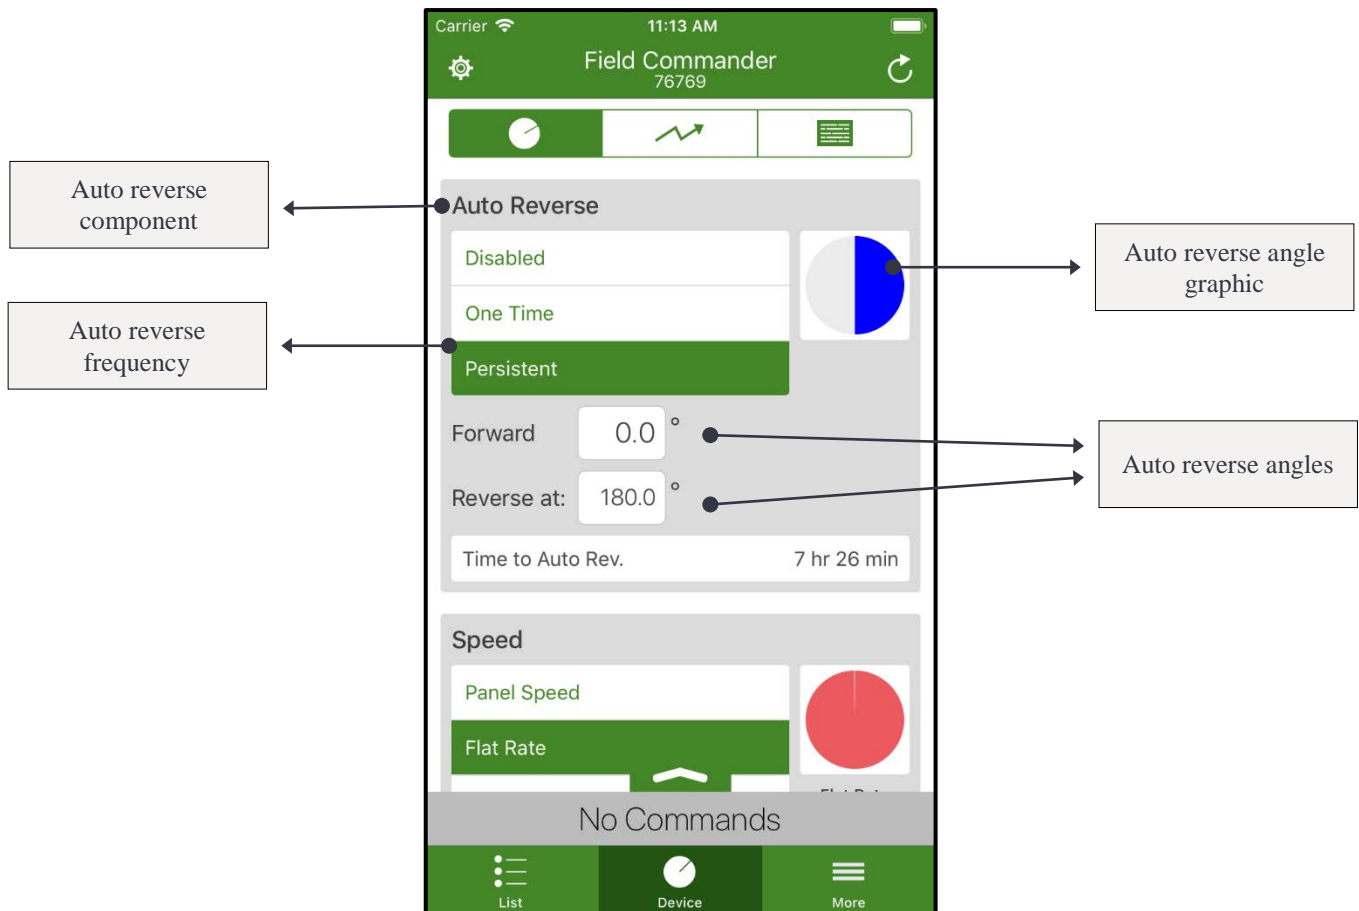 Carrier 11:13 AM
Field Commander
76769
Auto reverse
component
Auto Reverse
Disabled
One Time
Persistent
Auto reverse angle
graphic
Auto reverse
frequency
Forward 0.0 °
Reverse at: 180.0 °
Auto reverse angles
Time to Auto Rev. 7 hr 26 min
Speed
Panel Speed
Flat Rate
No Commands
List Device More